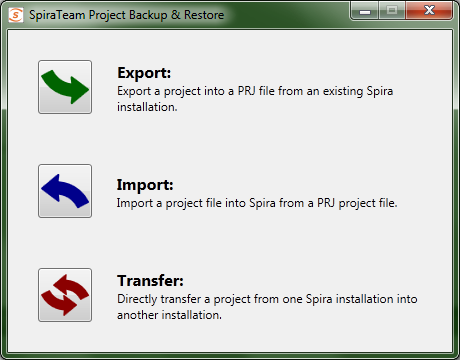 SpiraTeam Project Backup & Restore
Export:
Export a project into a PRJ file from an existing Spira
installation.
Import:
Import a project file into Spira from a PRJ project file.
Transfer:
Directly transfer a project from one Spira installation into
another installation.